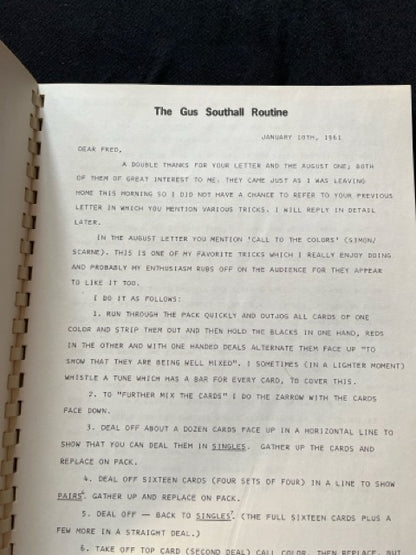 The Gus Southall Routine
JANUARY 10TH, 1961
DEAR FRED,
A DOUBLE THANKS FOR YOUR LETTER AND THE AUGUST ONE; BOTH
OF THEM OF GREAT INTEREST TO ME. THEY CAME JUST AS I WAS LEAVING
HOME THIS MORNING SO I DID NOT HAVE A CHANCE TO REFER TO YOUR PREVIOUS
LETTER IN WHICH YOU MENTION VARIOUS TRICKS. I WILL REPLY IN DETAIL
LATER.
IN THE AUGUST LETTER YOU MENTION 'CALL TO THE COLORS' (SIMON/
SCARNE). THIS IS ONE OF MY FAVORITE TRICKS WHICH I REALLY ENJOY DOING
AND PROBABLY MY ENTHUSIASM RUBS OFF ON THE AUDIENCE FOR THEY APPEAR
TO LIKE IT TOO.
I DO IT AS FOLLOWS:
1. RUN THROUGH THE PACK QUICKLY AND OUTJOG ALL CARDS OF ONE
COLOR AND STRIP THEM OUT AND THEN HOLD THE BLACKS IN ONE HAND, REDS
IN THE OTHER AND WITH ONE HANDED DEALS ALTERNATE THEM FACE UP "TO
SHOW THAT THEY ARE BEING WELL MIXED". I SOMETIMES (IN A LIGHTER MOMENT)
WHISTLE A TUNE WHICH HAS A BAR FOR EVERY CARD, TO COVER THIS.
2. TO "FURTHER MIX THE CARDS" I DO THE ZARROW WITH THE CARDS
FACE DOWN.
3. DEAL OFF ABOUT A DOZEN CARDS FACE UP IN A HORIZONTAL LINE TO
SHOW THAT YOU CAN DEAL THEM IN SINGLES. GATHER UP THE CARDS AND
REPLACE ON PACK.
4. DEAL OFF SIXTEEN CARDS (FOUR SETS OF FOUR) IN A LINE TO SHOW
PAIRS. GATHER UP AND REPLACE ON PACK.
5. DEAL OFF — BACK TO SINGLES. (THE FULL SIXTEEN CARDS PLUS A
FEW MORE IN A STRAIGHT DEAL.)
6. TAKE OFF TOP CARD (SECOND DEAL) CALL COLOR, THEN REPLACE, BUT